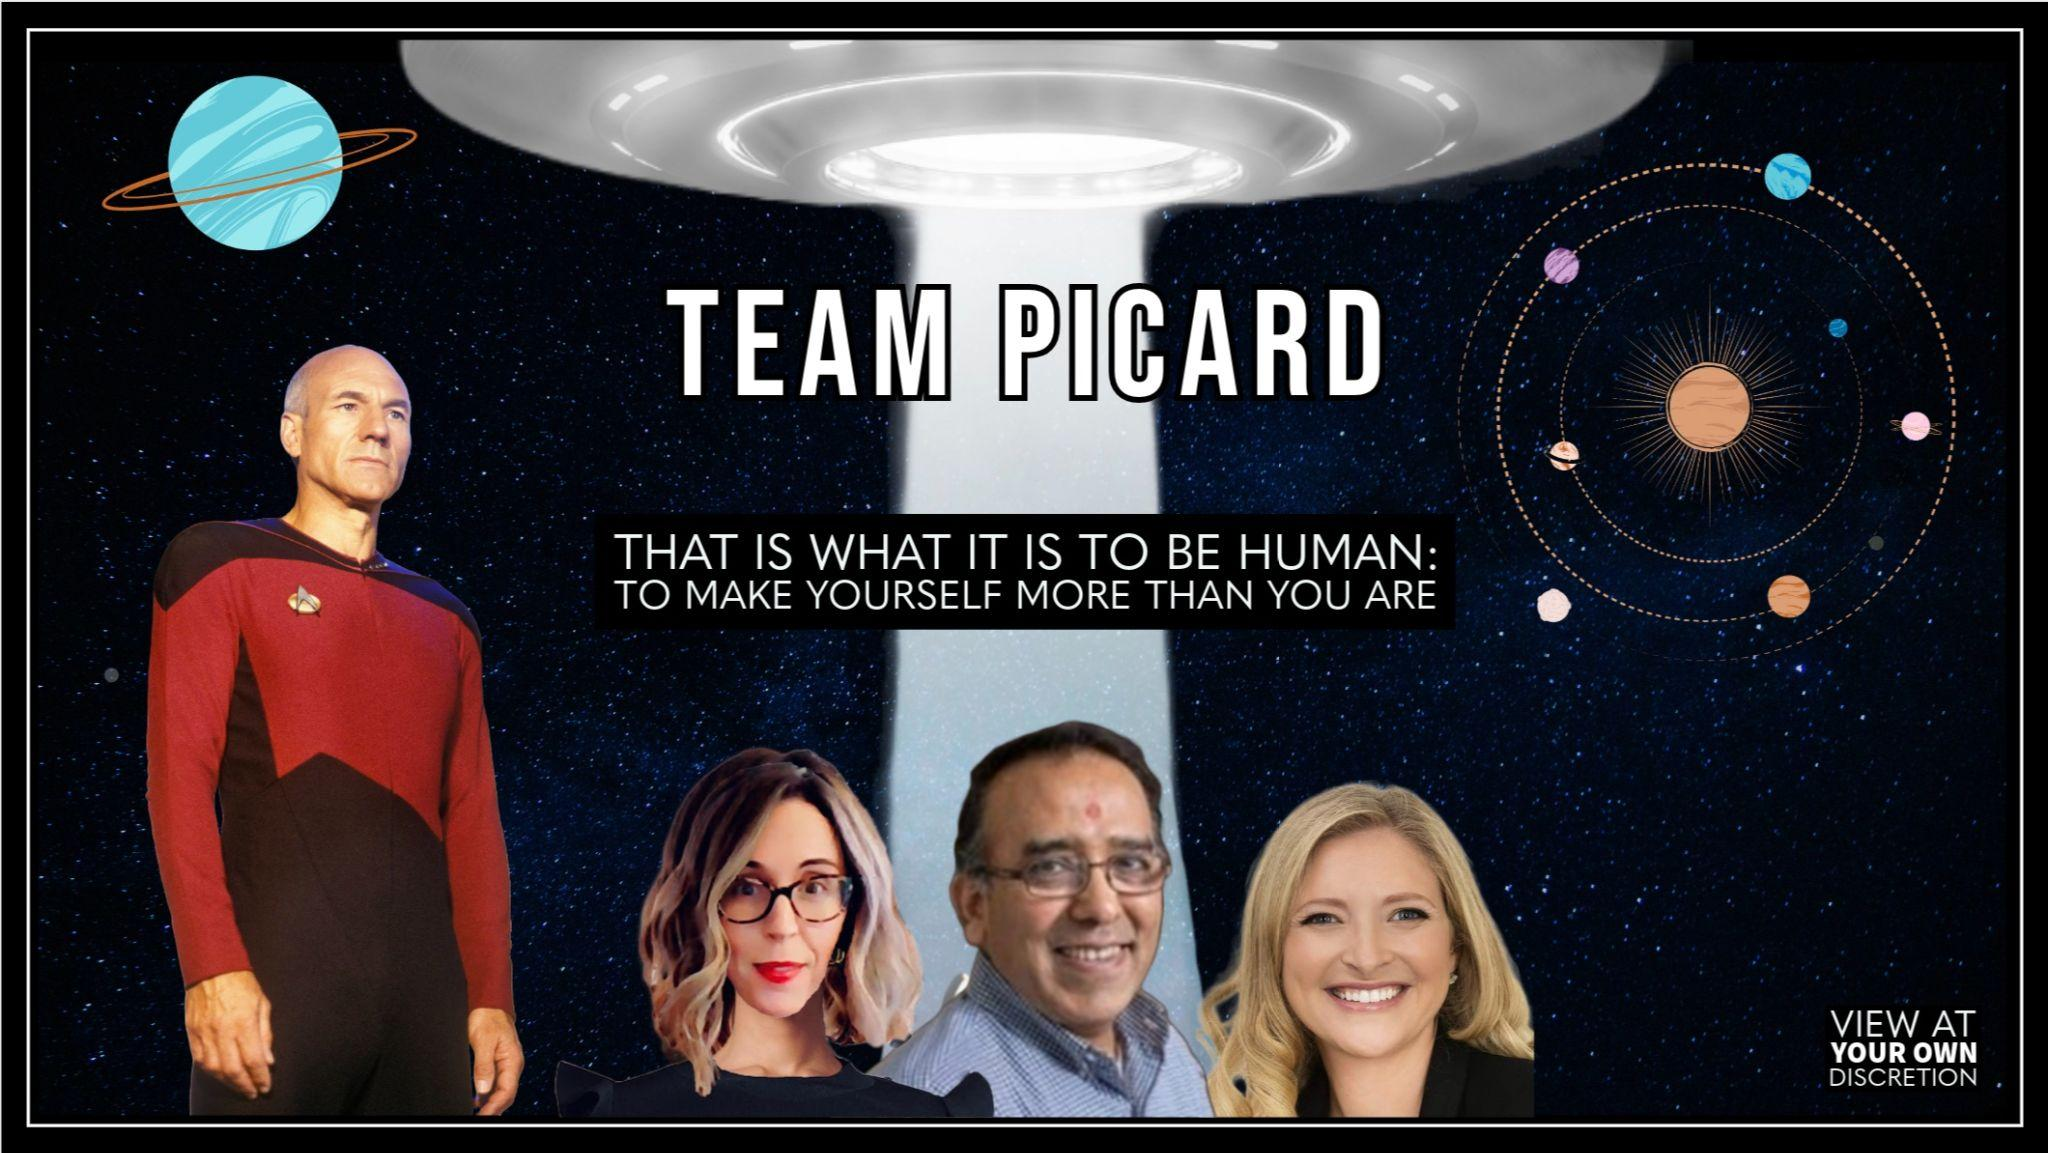 TEAM PICARD
THAT IS WHAT IT IS TO BE HUMAN:
TO MAKE YOURSELF MORE THAN YOU ARE
VIEW AT
YOUR OWN
DISCRETION